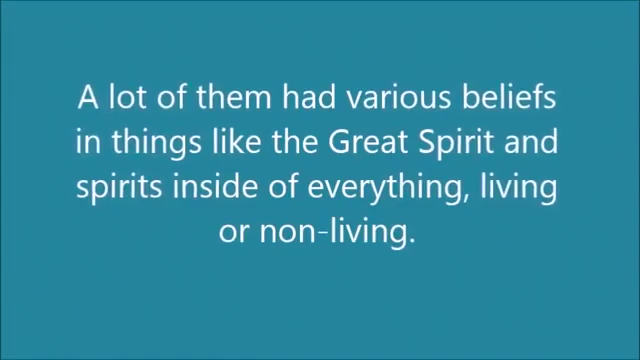 A lot of them had various beliefs
in things like the Great Spirit and
spirits inside of everything, living
or non-living.